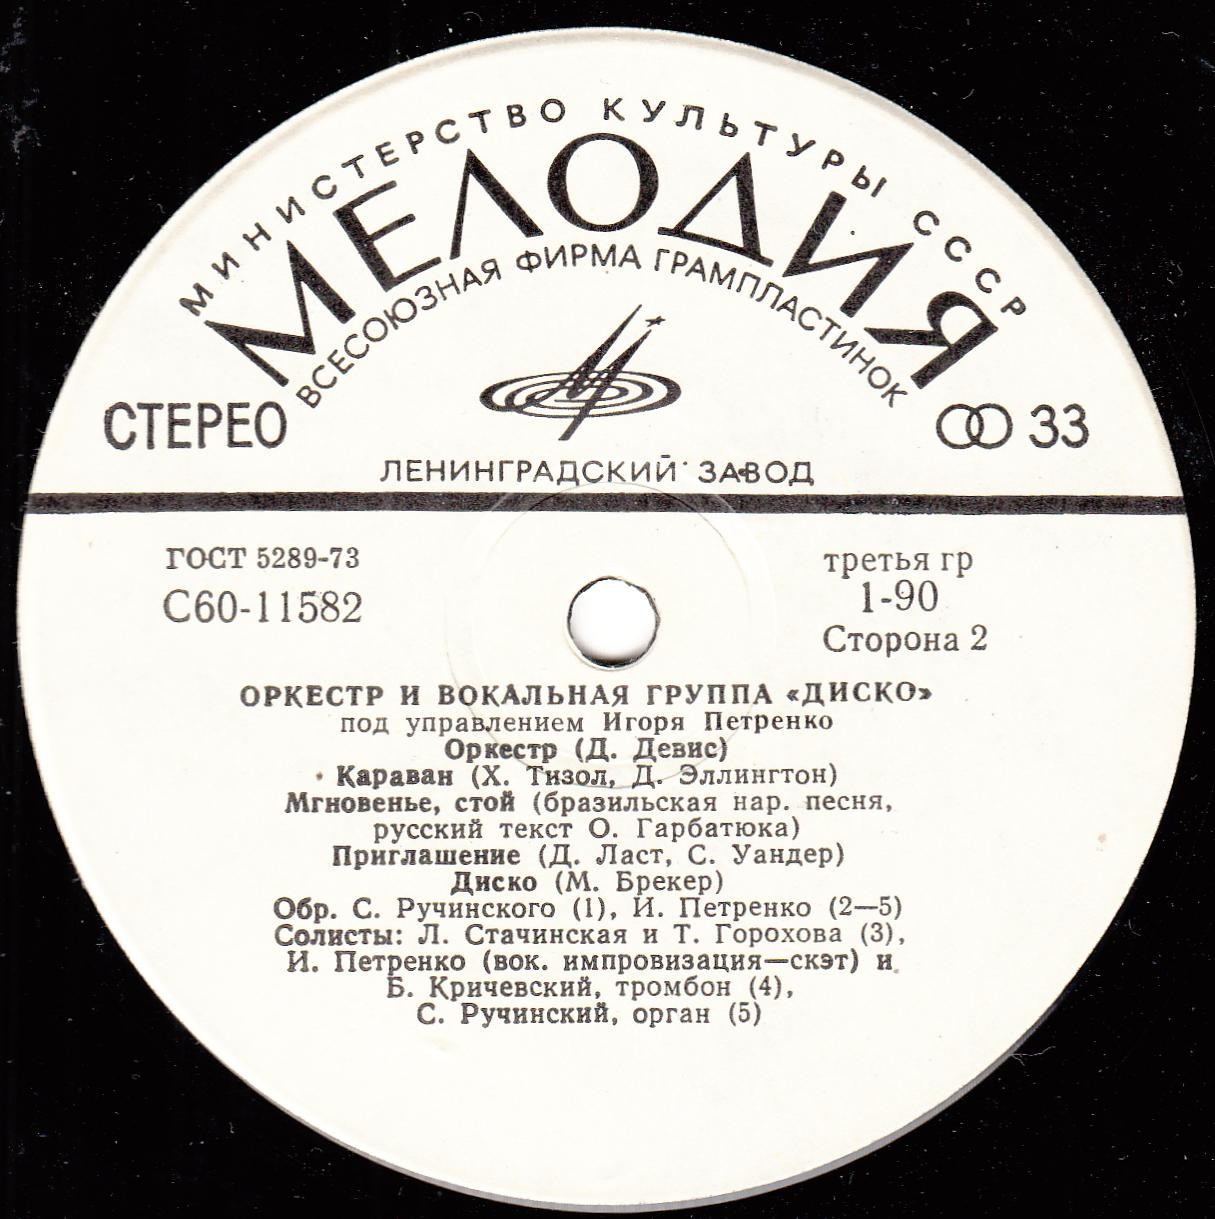 МИНИСТЕРСТВО КУЛЬТУРЫ СССР
МЕЛОДИЯ
ВСЕСОЮЗНАЯ ФИРМА ГРАМПЛАСТИНОК
СТЕРЕО
33
ЛЕНИНГРАДСКИЙ ЗАВОД
ГОСТ 5289-73
С60-11582
третья гр
1-90
Сторона 2
ОРКЕСТР И ВОКАЛЬНАЯ ГРУППА «ДИСКО»
под управлением Игоря Петренко
Оркестр (Д. Девис)
Караван (Х. Тизол, Д. Эллингтон)
Мгновенье, стой (бразильская нар. песня,
русский текст О. Гарбатюка)
Приглашение (Д. Ласт, С. Уандер)
Диско (М. Брекер)
Обр. С. Ручинского (1), И. Петренко (2—5)
Солисты: Л. Стачинская и Т. Горохова (3),
И. Петренко (вок. импровизация—скэт) и
Б. Кричевский, тромбон (4),
С. Ручинский, орган (5)